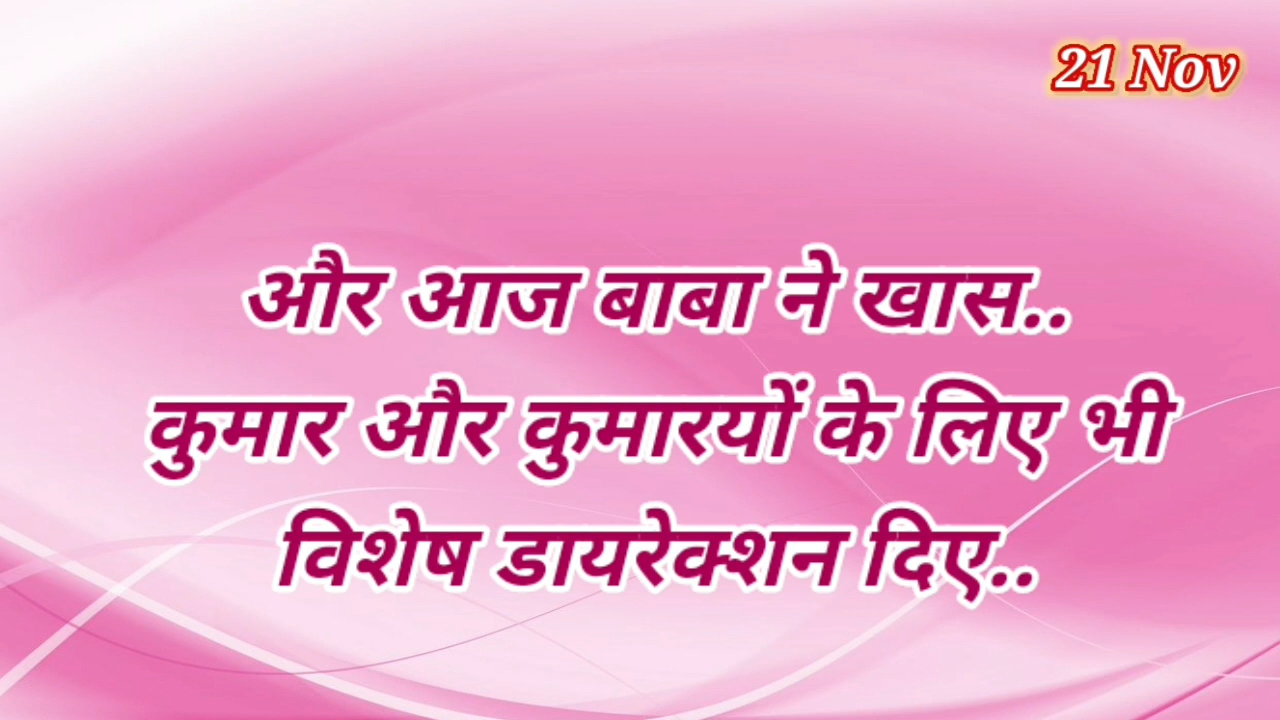 21 Nov
और आज बाबा ने खास..
कुमार और कुमारयों के लिए भी
विशेष डायरेक्शन दिए..